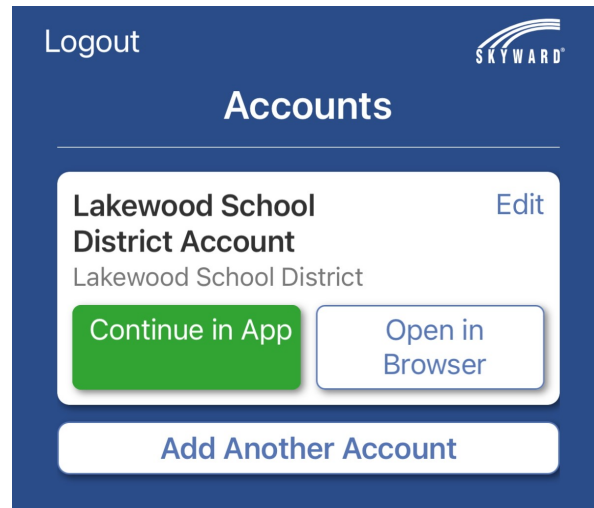 Logout
SKYWARD®
Accounts
Lakewood School
District Account
Edit
Lakewood School District
Continue in App
Open in
Browser
Add Another Account